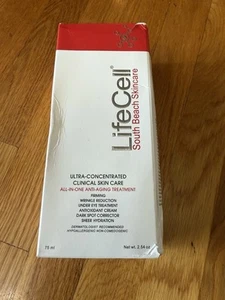 LifeCell®
South Beach Skincare
ULTRA-CONCENTRATED
CLINICAL SKIN CARE
ALL-IN-ONE ANTI-AGING TREATMENT
FIRMING
WRINKLE REDUCTION
UNDER EYE TREATMENT
ANTIOXIDANT CREAM
DARK SPOT CORRECTOR
SHEER HYDRATION
DERMATOLOGIST RECOMMENDED
HYPOALLERGENIC NON-COMEDOGENIC
75 ml Net wt. 2.54 oz